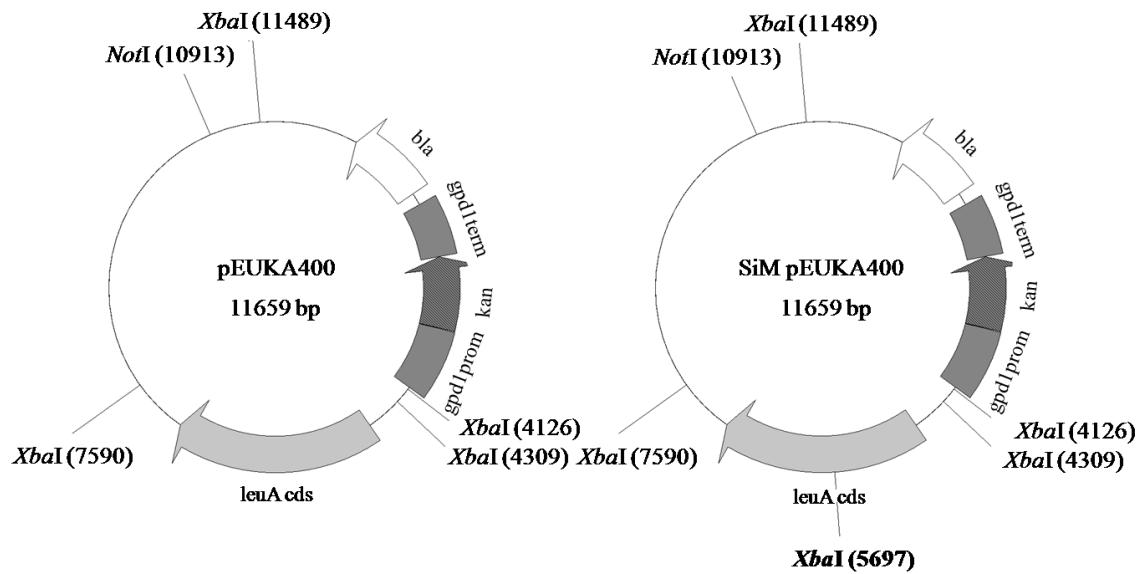 XbaI (11489)
NotI (10913)
bla
gpd1term
kan
gpd1prom
pEUKA400
11659 bp
XbaI (4126)
XbaI (4309)
XbaI (7590)
leuA cds
XbaI (11489)
NotI (10913)
bla
gpd1term
kan
gpd1prom
SiM pEUKA400
11659 bp
XbaI (4126)
XbaI (4309)
XbaI (7590)
leuA cds
XbaI (5697)